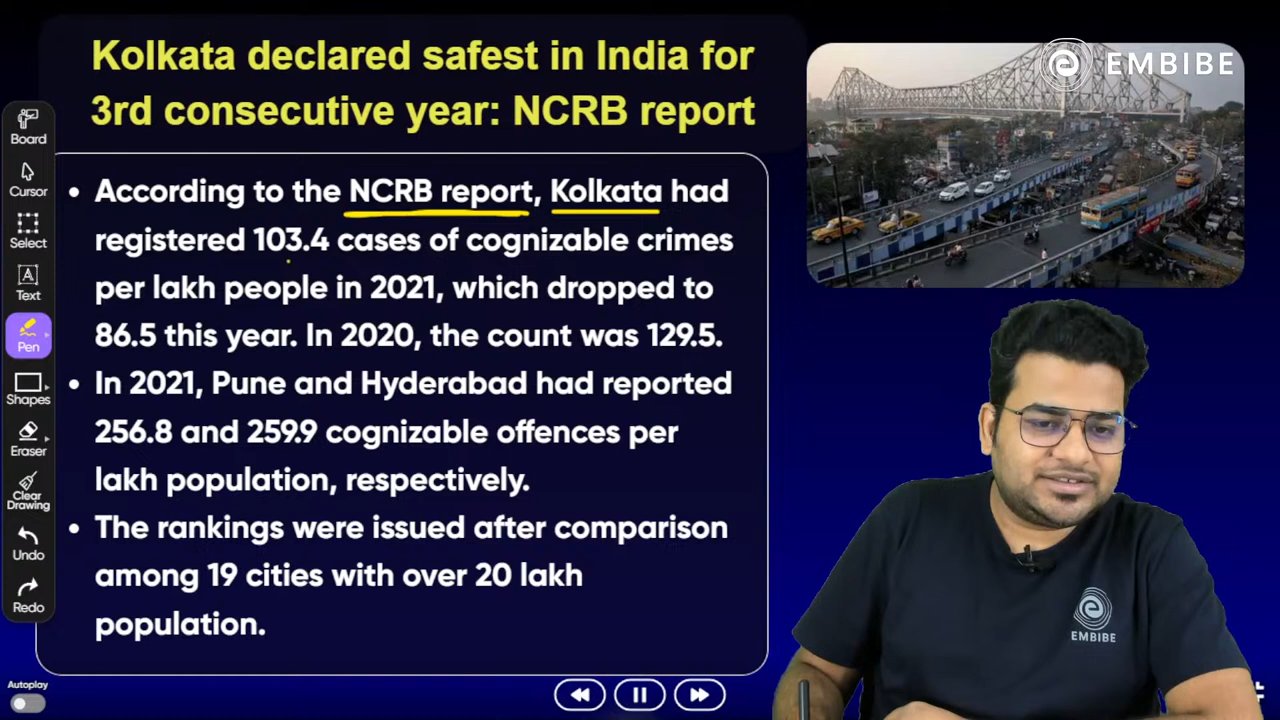 Kolkata declared safest in India for
3rd consecutive year: NCRB report
EMBIBE
Board
Cursor
Select
Text
Pen
Shapes
Eraser
Clear
Drawing
Undo
Redo
Autoplay
• According to the NCRB report, Kolkata had
registered 103.4 cases of cognizable crimes
per lakh people in 2021, which dropped to
86.5 this year. In 2020, the count was 129.5.
• In 2021, Pune and Hyderabad had reported
256.8 and 259.9 cognizable offences per
lakh population, respectively.
• The rankings were issued after comparison
among 19 cities with over 20 lakh
population.
EMBIBE